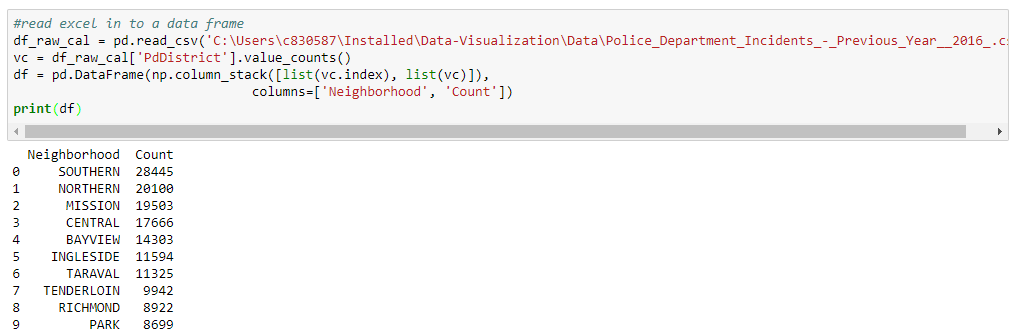 #read excel in to a data frame
df_raw_cal = pd.read_csv('C:\Users\c830587\Installed\Data-Visualization\Data\Police_Department_Incidents_-_Previous_Year__2016_.cs
vc = df_raw_cal['PdDistrict'].value_counts()
df = pd.DataFrame(np.column_stack([list(vc.index), list(vc)]),
                               columns=['Neighborhood', 'Count'])
print(df)
  Neighborhood  Count
0     SOUTHERN  28445
1     NORTHERN  20100
2      MISSION  19503
3      CENTRAL  17666
4      BAYVIEW  14303
5    INGLESIDE  11594
6      TARAVAL  11325
7   TENDERLOIN   9942
8     RICHMOND   8922
9         PARK   8699